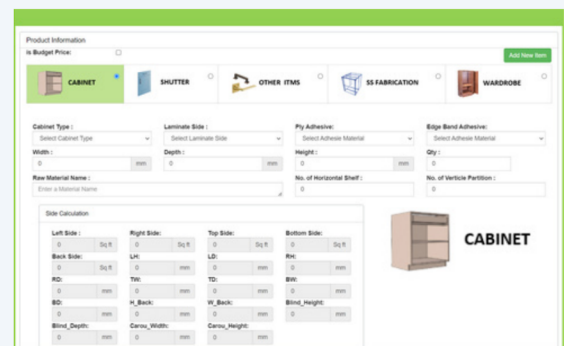 Product Information
Is Budget Price:
Add New Item
CABINET SHUTTER OTHER ITMS SS FABRICATION WARDROBE
Cabinet Type : Laminate Side : Ply Adhesive: Edge Band Adhesive:
Select Cabinet Type Select Laminate Side Select Adhesie Material Select Adhesie Material
Width : Depth : Height : Qty :
0 mm 0 mm 0 mm 0
Raw Material Name : No. of Horizontal Shelf : No. of Verticle Partition :
Enter a Material Name 0 0
Side Calculation
Left Side : Right Side: Top Side: Bottom Side:
0 Sq ft 0 Sq ft 0 Sq ft 0 Sq ft
CABINET
Back Side: LH: LD: RH:
0 Sq ft 0 mm 0 mm 0 mm
RD: TW: TD: BW:
0 mm 0 mm 0 mm 0 mm
BD: H_Back: W_Back: Blind_Height:
0 mm 0 mm 0 mm 0 mm
Blind_Depth: Carou_Width: Carou_Height:
0 mm 0 mm 0 mm